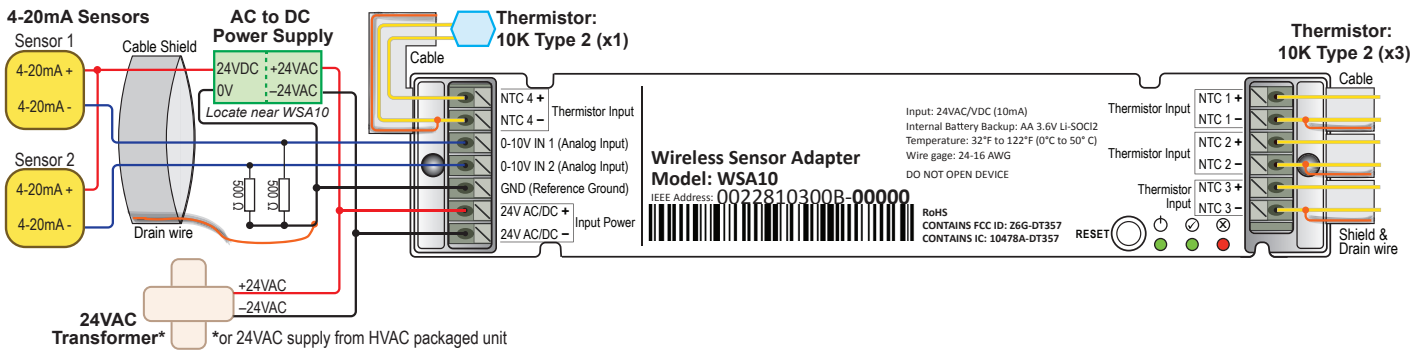 4-20mA Sensors
Sensor 1
4-20mA +
4-20mA -
Sensor 2
4-20mA +
4-20mA -
Cable Shield
Drain wire
AC to DC
Power Supply
24VDC
+24VAC
0V
–24VAC
Locate near WSA10
500 Ω
500 Ω
+24VAC
–24VAC
24VAC
Transformer*
*or 24VAC supply from HVAC packaged unit
Thermistor:
10K Type 2 (x1)
Cable
NTC 4 +
NTC 4 –
Thermistor Input
0-10V IN 1 (Analog Input)
0-10V IN 2 (Analog Input)
GND (Reference Ground)
24V AC/DC +
24V AC/DC –
Input Power
Wireless Sensor Adapter
Model: WSA10
IEEE Address: 0022810300B-00000
Input: 24VAC/VDC (10mA)
Internal Battery Backup: AA 3.6V Li-SOCl2
Temperature: 32°F to 122°F (0°C to 50° C)
Wire gage: 24-16 AWG
DO NOT OPEN DEVICE
RoHS
CONTAINS FCC ID: Z6G-DT357
CONTAINS IC: 10478A-DT357
RESET
Thermistor:
10K Type 2 (x3)
Cable
Thermistor Input
NTC 1 +
NTC 1 –
Thermistor Input
NTC 2 +
NTC 2 –
Thermistor
Input
NTC 3 +
NTC 3 –
Shield &
Drain wire